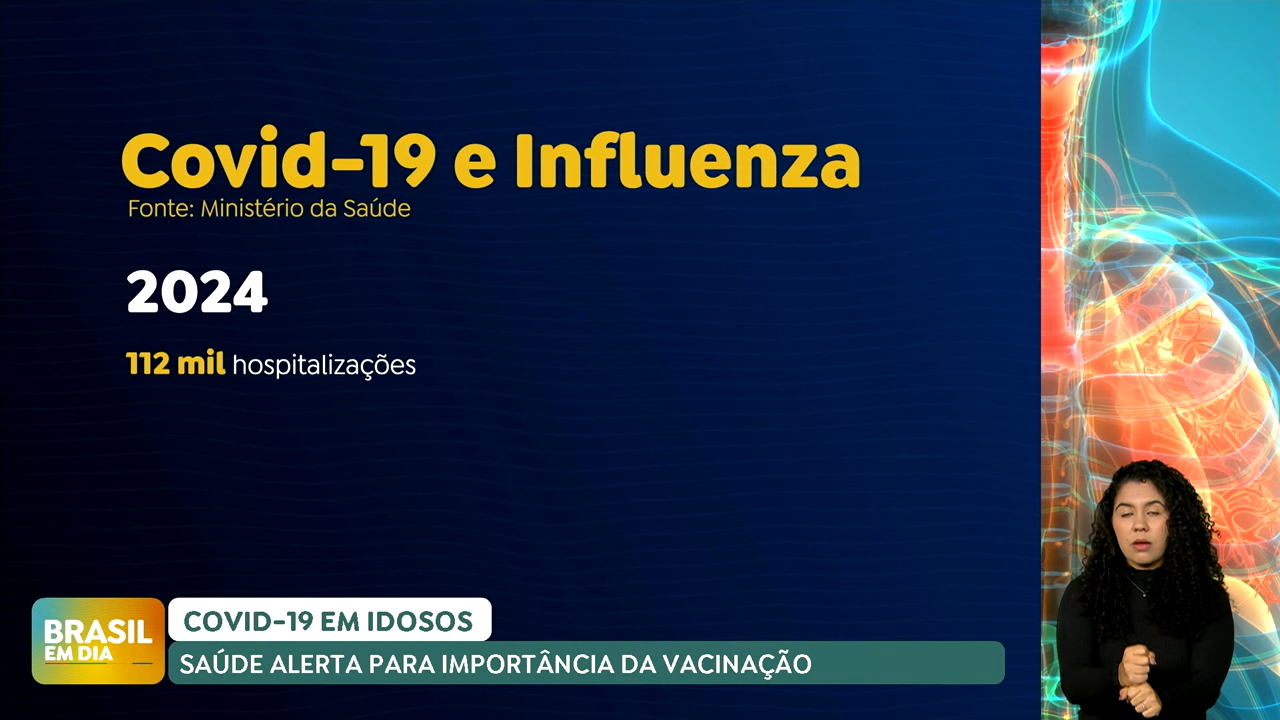 Covid-19 e Influenza
Fonte: Ministério da Saúde
2024
112 mil hospitalizações
BRASIL
EM DIA
COVID-19 EM IDOSOS
SAÚDE ALERTA PARA IMPORTÂNCIA DA VACINAÇÃO